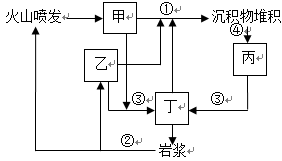 火山喷发 甲 ① 沉积物堆积
④
乙 丙
③ 丁 ③
② 岩浆